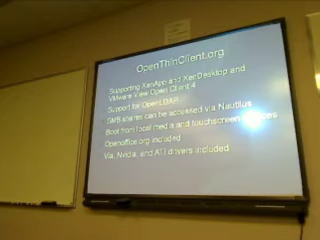 OpenThinClient.org
Supporting XenApp and XenDesktop and
VMware View Open Client 4
Support for OpenLDAP
SMB shares can be accessed via Nautilus
Boot from local media and touchscreen devices
Openoffice.org included
Via, Nvidia, and ATI drivers included